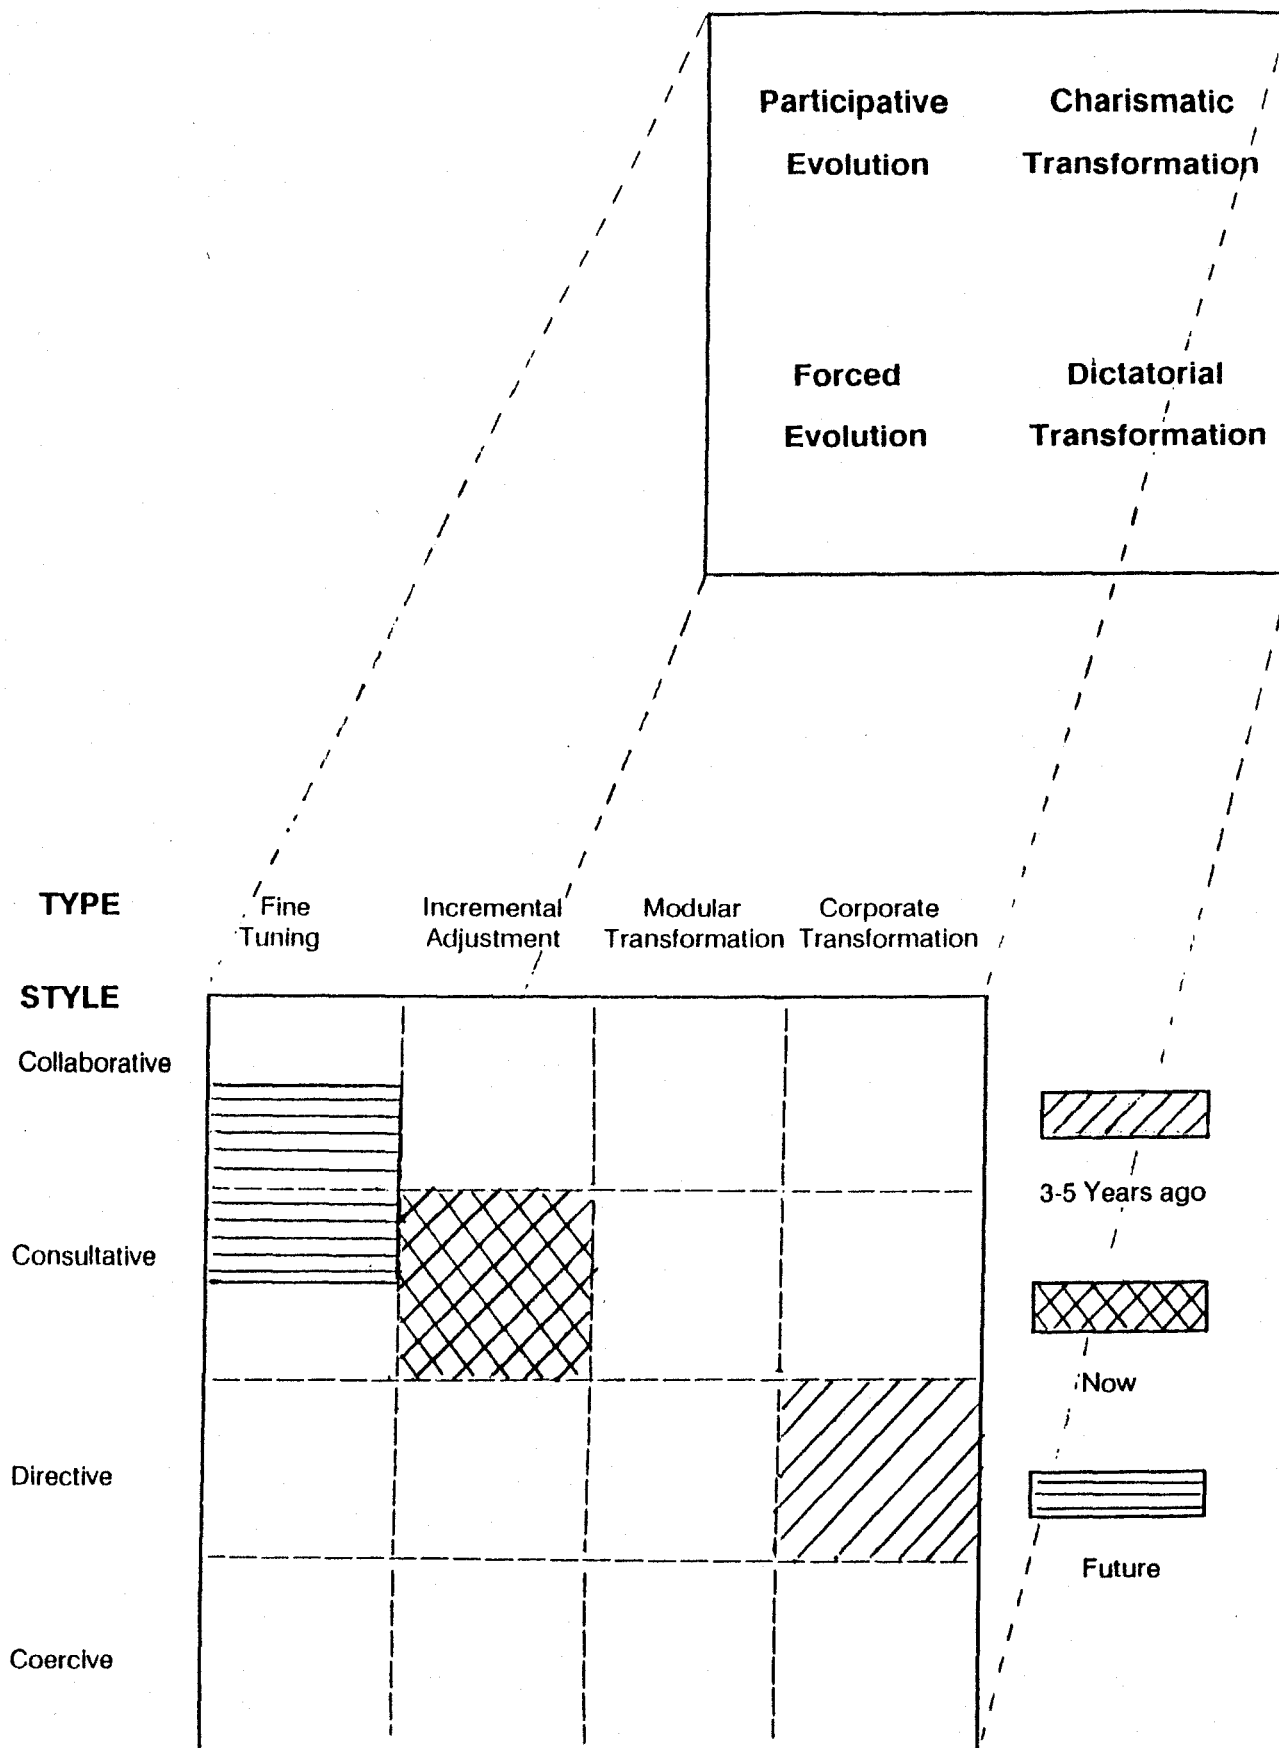 Participative Charismatic
Evolution Transformation
Forced Dictatorial
Evolution Transformation
TYPE Fine Incremental Modular Corporate
Tuning Adjustment Transformation Transformation
STYLE
Collaborative
3-5 Years ago
Consultative
Now
Directive
Future
Coercive